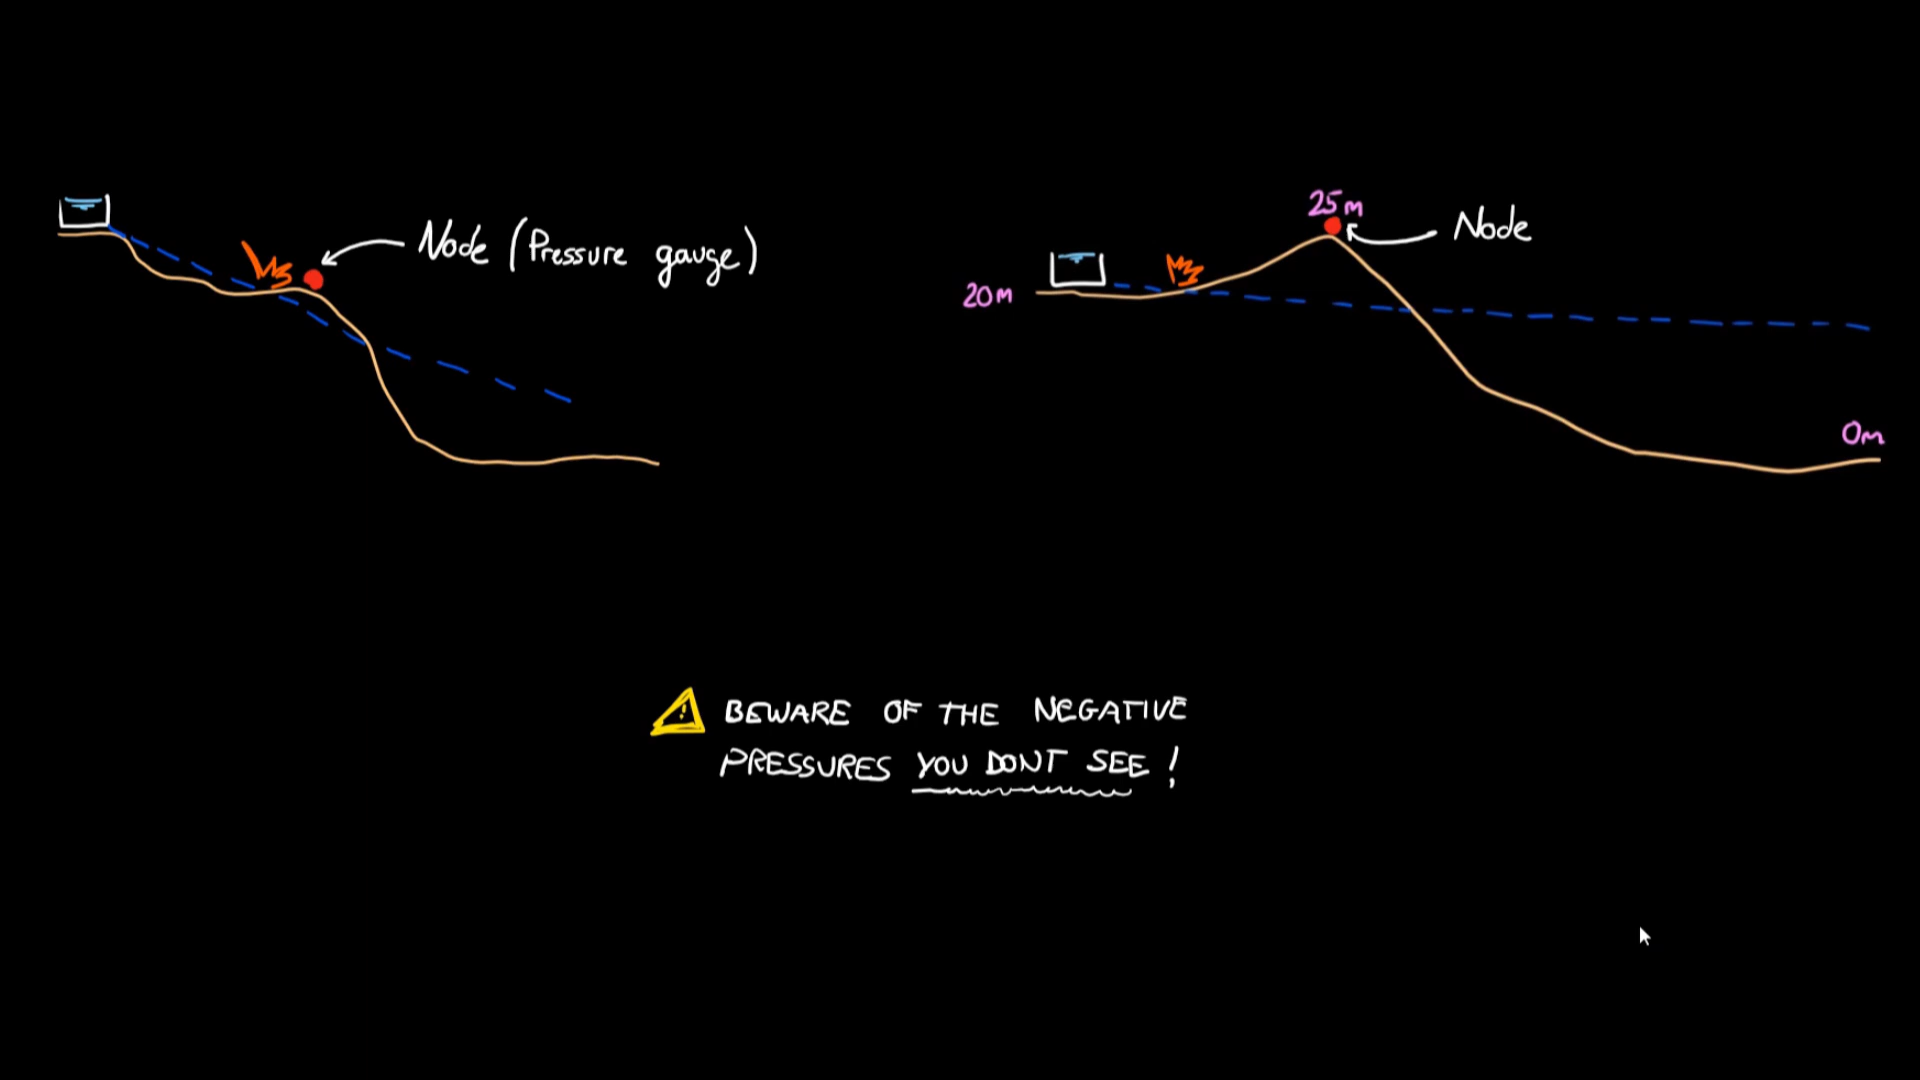 Node (Pressure gauge)
25m
Node
20m
0m
BEWARE OF THE NEGATIVE
PRESSURES YOU DONT SEE!